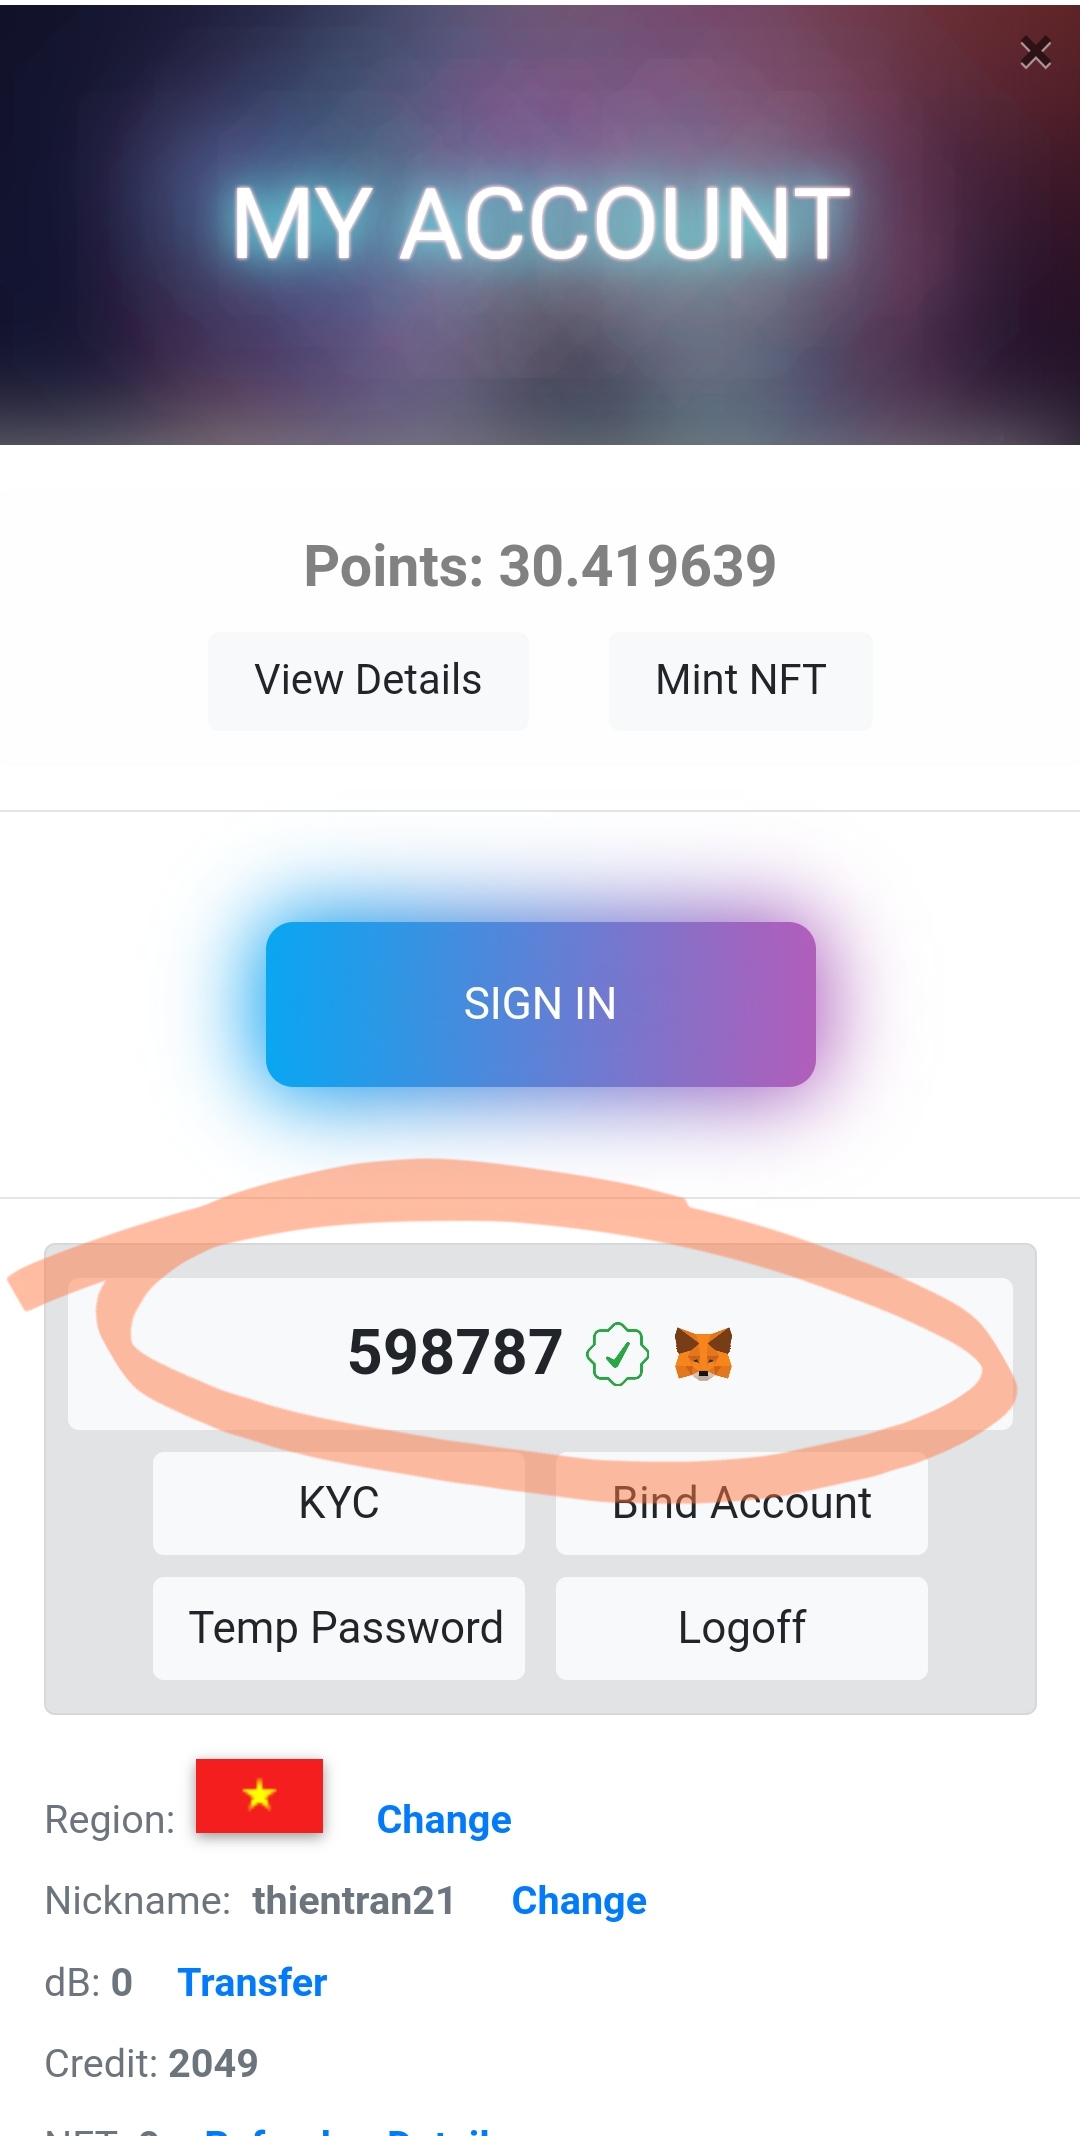 MY ACCOUNT
Points: 30.419639
View Details Mint NFT
SIGN IN
598787
KYC Bind Account
Temp Password Logoff
Region: Change
Nickname: thientran21 Change
dB: 0 Transfer
Credit: 2049